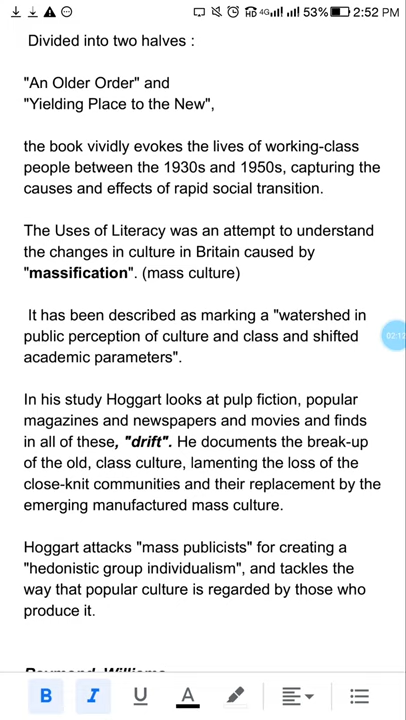 HD 4G 53% 2:52 PM
Divided into two halves :
"An Older Order" and
"Yielding Place to the New",
the book vividly evokes the lives of working-class
people between the 1930s and 1950s, capturing the
causes and effects of rapid social transition.
The Uses of Literacy was an attempt to understand
the changes in culture in Britain caused by
"massification". (mass culture)
It has been described as marking a "watershed in
public perception of culture and class and shifted
academic parameters".
02:13
In his study Hoggart looks at pulp fiction, popular
magazines and newspapers and movies and finds
in all of these, "drift". He documents the break-up
of the old, class culture, lamenting the loss of the
close-knit communities and their replacement by the
emerging manufactured mass culture.
Hoggart attacks "mass publicists" for creating a
"hedonistic group individualism", and tackles the
way that popular culture is regarded by those who
produce it.
Raymond Williams
B I U A